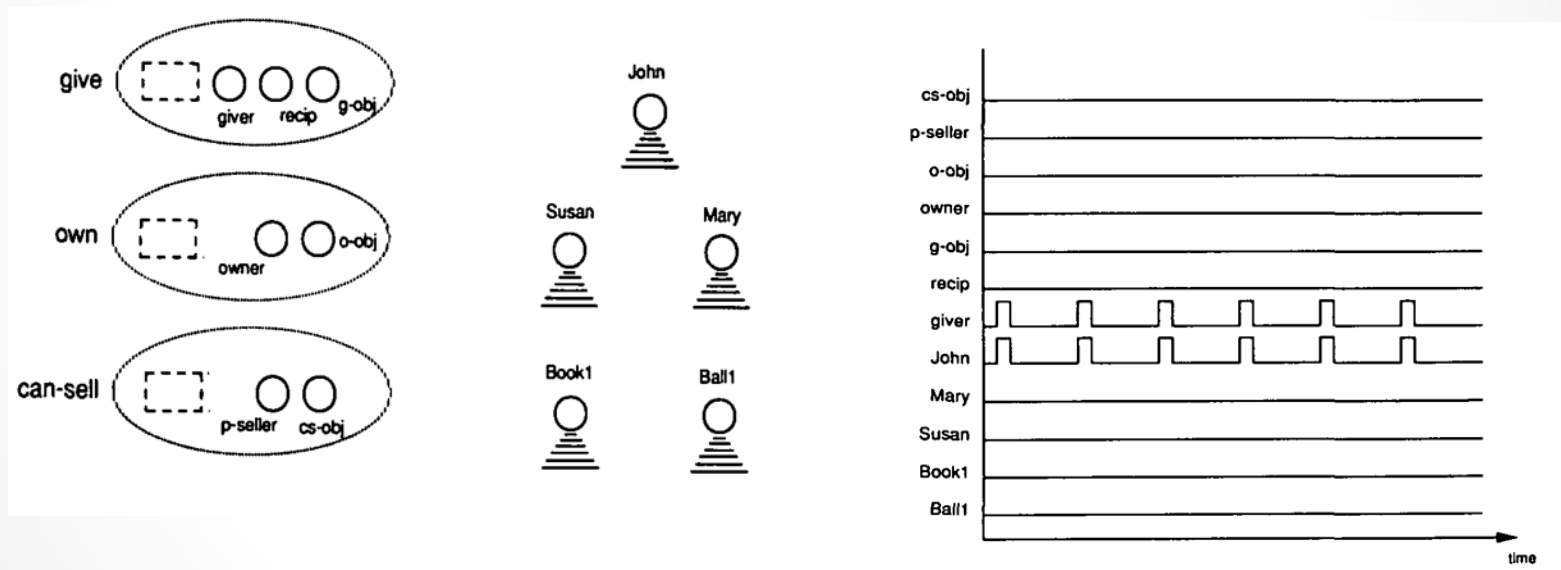 give
giver
recip
g-obj
own
owner
o-obj
can-sell
p-seller
cs-obj
John
Susan
Mary
Book1
Ball1
cs-obj
p-seller
o-obj
owner
g-obj
recip
giver
John
Mary
Susan
Book1
Ball1
time